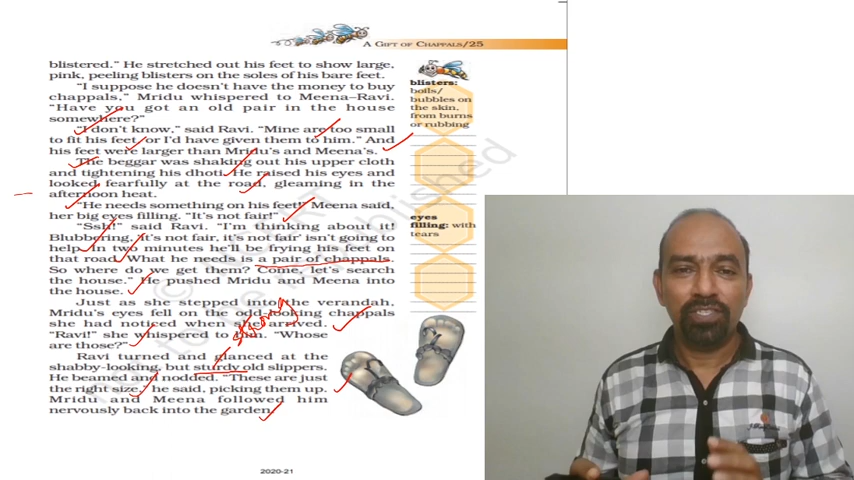 A GIFT OF CHAPPALS/25
blistered." He stretched out his feet to show large,
pink, peeling blisters on the soles of his bare feet.
"I suppose he doesn't have the money to buy
chappals," Mridu whispered to Meena–Ravi.
"Have you got an old pair in the house
somewhere?"
"I don't know," said Ravi. "Mine are too small
to fit his feet or I'd have given them to him." And
his feet were larger than Mridu's and Meena's.
The beggar was shaking out his upper cloth
and tightening his dhoti. He raised his eyes and
looked fearfully at the road, gleaming in the
afternoon heat.
"He needs something on his feet!" Meena said,
her big eyes filling. "It's not fair!"
"Ssh!" said Ravi. "I'm thinking about it!
Blubbering, 'it's not fair, it's not fair' isn't going to
help. In two minutes he'll be frying his feet on
that road. What he needs is a pair of chappals.
So where do we get them? Come, let's search
the house." He pushed Mridu and Meena into
the house.
Just as she stepped into the verandah,
Mridu's eyes fell on the odd-looking chappals
she had noticed when she arrived.
"Ravi!" she whispered to him. "Whose
are those?"
strong
Ravi turned and glanced at the
shabby-looking, but sturdy old slippers.
He beamed and nodded. "These are just
the right size," he said, picking them up.
Mridu and Meena followed him
nervously back into the garden.
blisters:
boils/
bubbles on
the skin,
from burns
or rubbing
eyes
filling: with
tears
2020-21